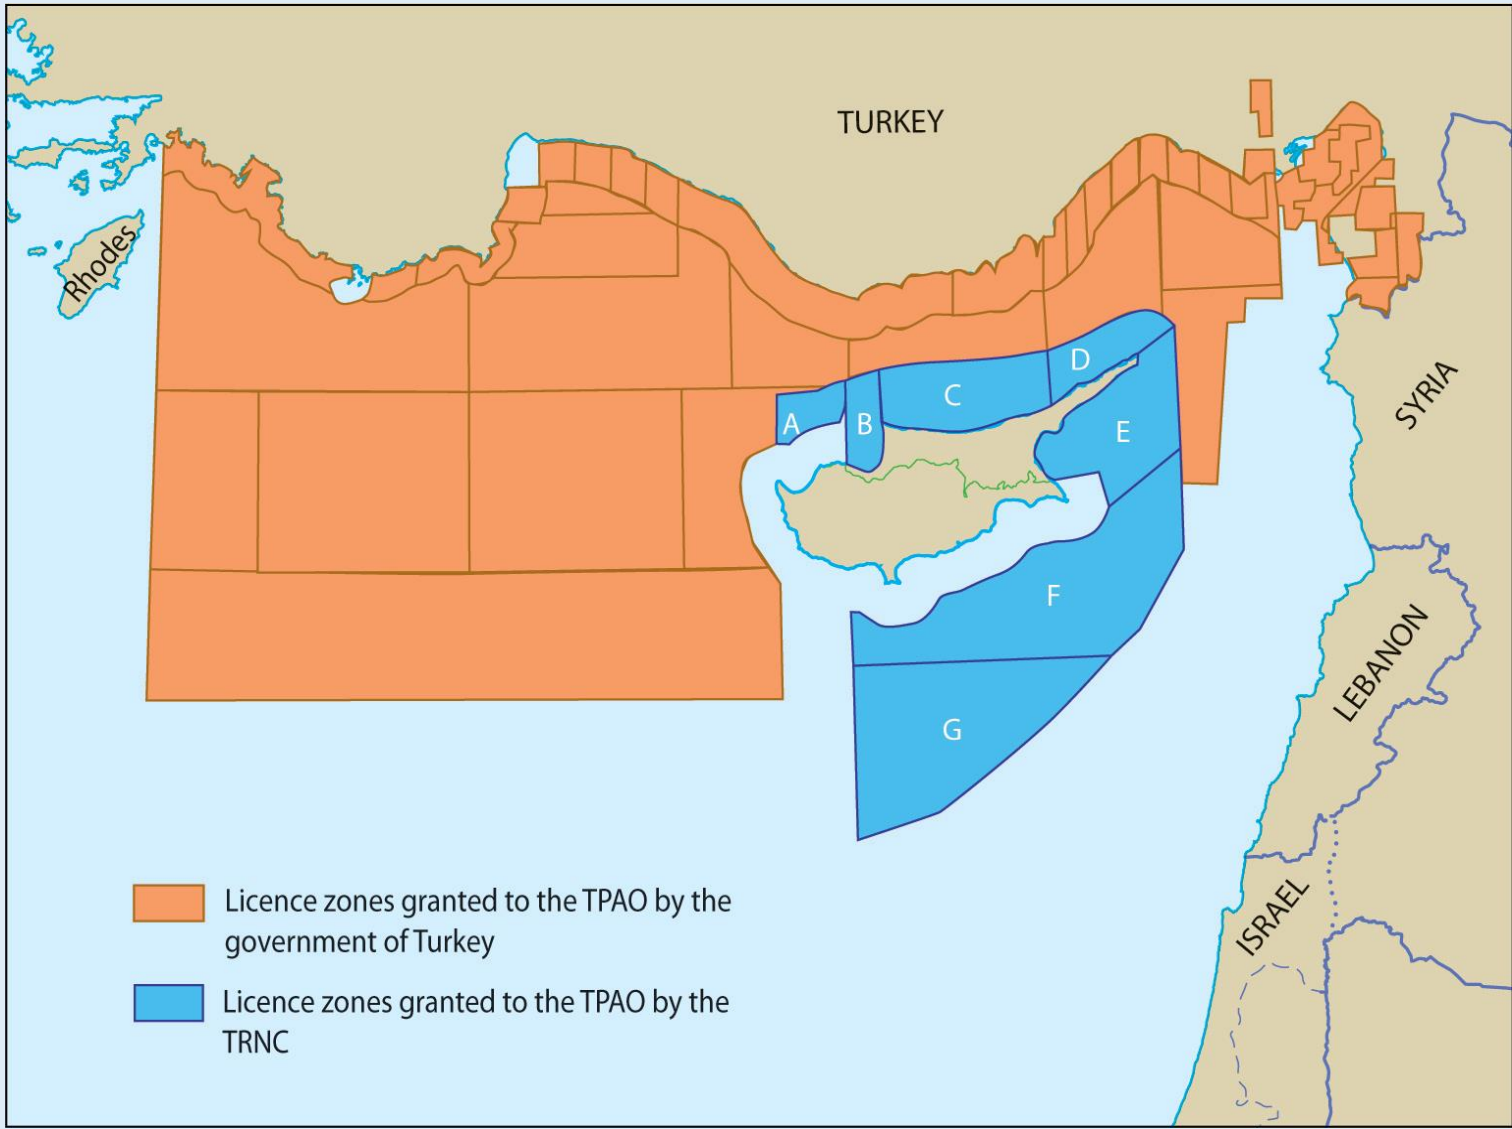 TURKEY
Rhodes
SYRIA
D
C
A
B
E
F
LEBANON
G
ISRAEL
Licence zones granted to the TPAO by the
government of Turkey
Licence zones granted to the TPAO by the
TRNC